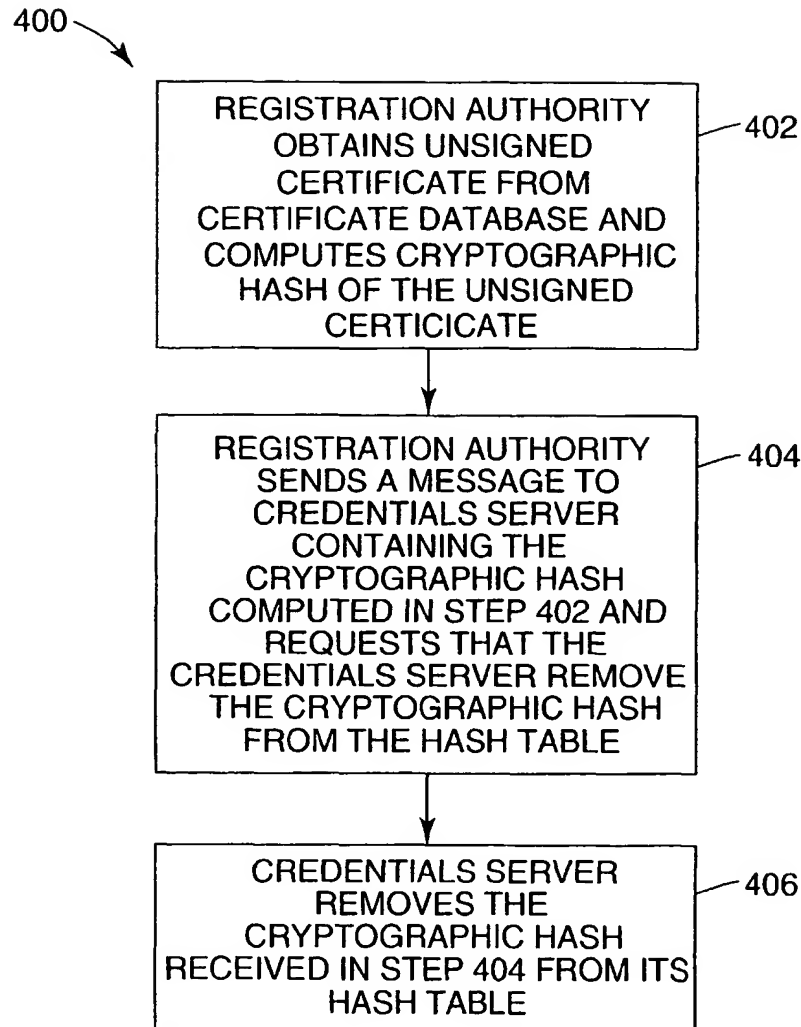 400
REGISTRATION AUTHORITY
OBTAINS UNSIGNED
CERTIFICATE FROM
CERTIFICATE DATABASE AND
COMPUTES CRYPTOGRAPHIC
HASH OF THE UNSIGNED
CERTICICATE
402
REGISTRATION AUTHORITY
SENDS A MESSAGE TO
CREDENTIALS SERVER
CONTAINING THE
CRYPTOGRAPHIC HASH
COMPUTED IN STEP 402 AND
REQUESTS THAT THE
CREDENTIALS SERVER REMOVE
THE CRYPTOGRAPHIC HASH
FROM THE HASH TABLE
404
CREDENTIALS SERVER
REMOVES THE
CRYPTOGRAPHIC HASH
RECEIVED IN STEP 404 FROM ITS
HASH TABLE
406